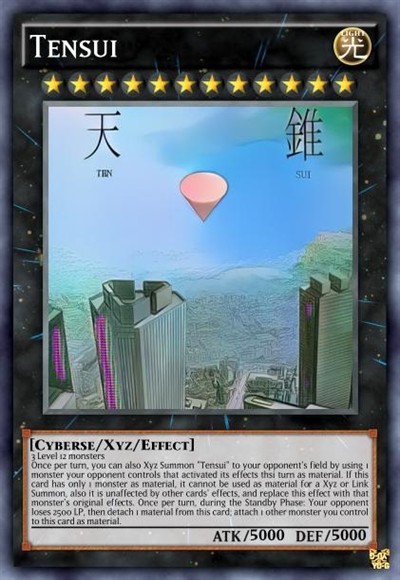 TENSUI
LIGHT
光
天 錐
TEN SUI
[CYBERSE/XYZ/EFFECT]
3 Level 12 monsters
Once per turn, you can also Xyz Summon "Tensui" to your opponent's field by using 1
monster your opponent controls that activated its effects thsi turn as material. If this
card has only 1 monster as material, it cannot be used as material for a Xyz or Link
Summon, also it is unaffected by other cards' effects, and replace this effect with that
monster's original effects. Once per turn, during the Standby Phase: Your opponent
loses 2500 LP, then detach 1 material from this card; attach 1 other monster you control
to this card as material.
ATK/5000 DEF/5000